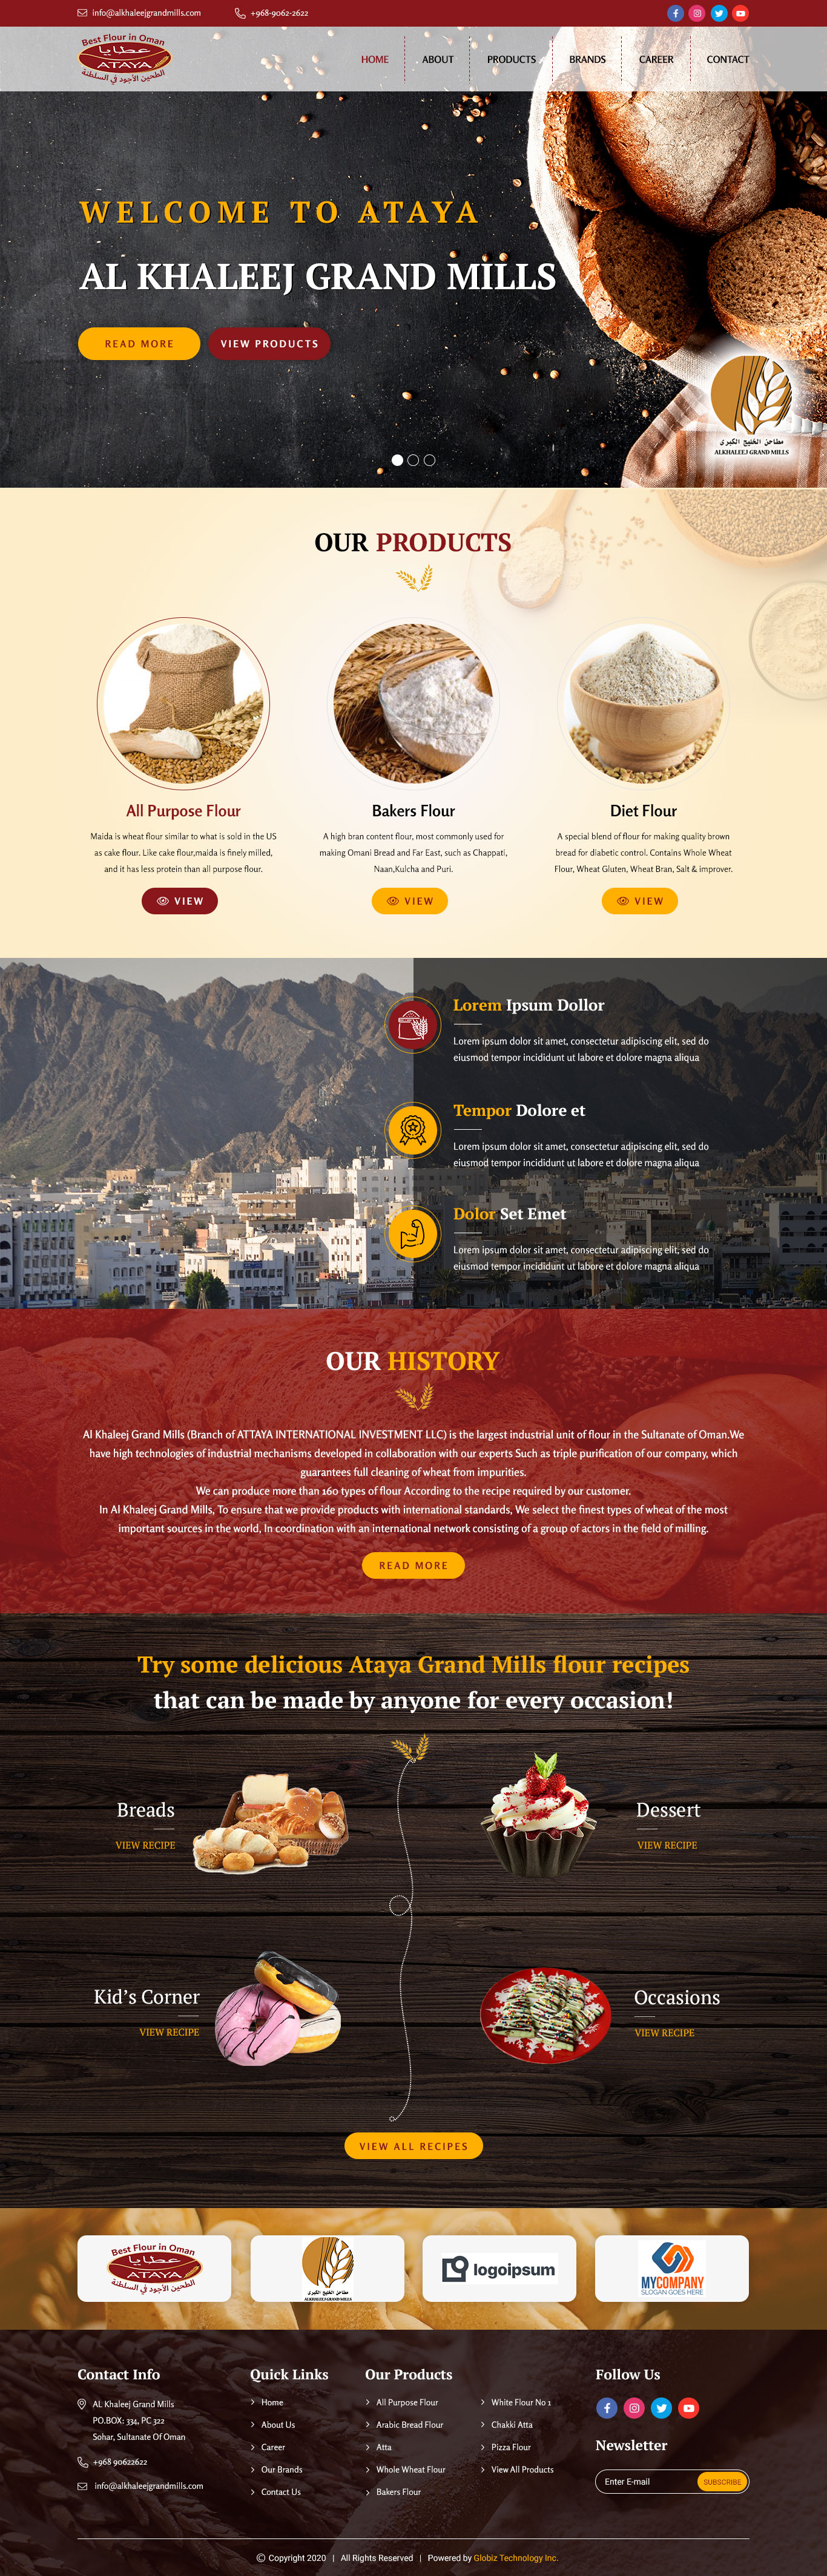 info@alkhaleejgrandmills.com
+968-9062-2622
Best Flour in Oman
عطايا
ATAYA
الطحين الأجود في السلطنة
HOME
ABOUT
PRODUCTS
BRANDS
CAREER
CONTACT
WELCOME TO ATAYA
AL KHALEEJ GRAND MILLS
READ MORE
VIEW PRODUCTS
مطاحن الخليج الكبرى
ALKHALEEJ GRAND MILLS
OUR PRODUCTS
All Purpose Flour
Maida is wheat flour similar to what is sold in the US
as cake flour. Like cake flour,maida is finely milled,
and it has less protein than all purpose flour.
VIEW
Bakers Flour
A high bran content flour, most commonly used for
making Omani Bread and Far East, such as Chappati,
Naan,Kulcha and Puri.
VIEW
Diet Flour
A special blend of flour for making quality brown
bread for diabetic control. Contains Whole Wheat
Flour, Wheat Gluten, Wheat Bran, Salt & improver.
VIEW
Lorem Ipsum Dollor
Lorem ipsum dolor sit amet, consectetur adipiscing elit, sed do
eiusmod tempor incididunt ut labore et dolore magna aliqua
Tempor Dolore et
Lorem ipsum dolor sit amet, consectetur adipiscing elit, sed do
eiusmod tempor incididunt ut labore et dolore magna aliqua
Dolor Set Emet
Lorem ipsum dolor sit amet, consectetur adipiscing elit, sed do
eiusmod tempor incididunt ut labore et dolore magna aliqua
OUR HISTORY
Al Khaleej Grand Mills (Branch of ATTAYA INTERNATIONAL INVESTMENT LLC) is the largest industrial unit of flour in the Sultanate of Oman.We
have high technologies of industrial mechanisms developed in collaboration with our experts Such as triple purification of our company, which
guarantees full cleaning of wheat from impurities.
We can produce more than 160 types of flour According to the recipe required by our customer.
In Al Khaleej Grand Mills, To ensure that we provide products with international standards, We select the finest types of wheat of the most
important sources in the world, In coordination with an international network consisting of a group of actors in the field of milling.
READ MORE
Try some delicious Ataya Grand Mills flour recipes
that can be made by anyone for every occasion!
Breads
VIEW RECIPE
Dessert
VIEW RECIPE
Kid's Corner
VIEW RECIPE
Occasions
VIEW RECIPE
VIEW ALL RECIPES
Best Flour in Oman
عطايا
ATAYA
الطحين الأجود في السلطنة
مطاحن الخليج الكبرى
ALKHALEEJ GRAND MILLS
logoipsum
MYCOMPANY
SLOGAN GOES HERE
Contact Info
AL Khaleej Grand Mills
PO.BOX: 334, PC 322
Sohar, Sultanate Of Oman
+968 90622622
info@alkhaleejgrandmills.com
Quick Links
Home
About Us
Career
Our Brands
Contact Us
Our Products
All Purpose Flour
Arabic Bread Flour
Atta
Whole Wheat Flour
Bakers Flour
White Flour No 1
Chakki Atta
Pizza Flour
View All Products
Follow Us
Newsletter
Enter E-mail
SUBSCRIBE
© Copyright 2020 | All Rights Reserved | Powered by Globiz Technology Inc.